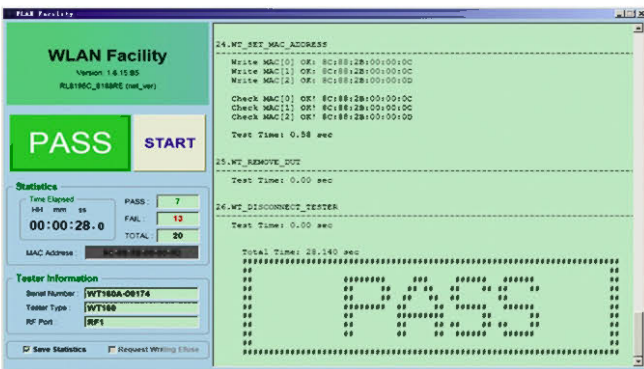 WLAN Facility
WLAN Facility
Version: 1.6.15.B5
RL8196C_8188RE (net_ver)
PASS
START
Statistics
Time Elapsed
HH mm ss
00:00:28.0
PASS : 7
FAIL : 13
TOTAL : 20
MAC Address :
Tester Information
Serial Number : WT160A-00174
Tester Type : WT160
RF Port : RF1
Save Statistics
Request Writing Efuse
24.WT_SET_MAC_ADDRESS
Write MAC[0] OK: 8C:88:2B:00:00:0C
Write MAC[1] OK: 8C:88:2B:00:00:0C
Write MAC[2] OK: 8C:88:2B:00:00:0D
Check MAC[0] OK! 8C:88:2B:00:00:0C
Check MAC[1] OK! 8C:88:2B:00:00:0C
Check MAC[2] OK! 8C:88:2B:00:00:0D
Test Time: 0.58 sec
25.WT_REMOVE_DUT
Test Time: 0.00 sec
26.WT_DISCONNECT_TESTER
Test Time: 0.00 sec
Total Time: 28.140 sec
PASS